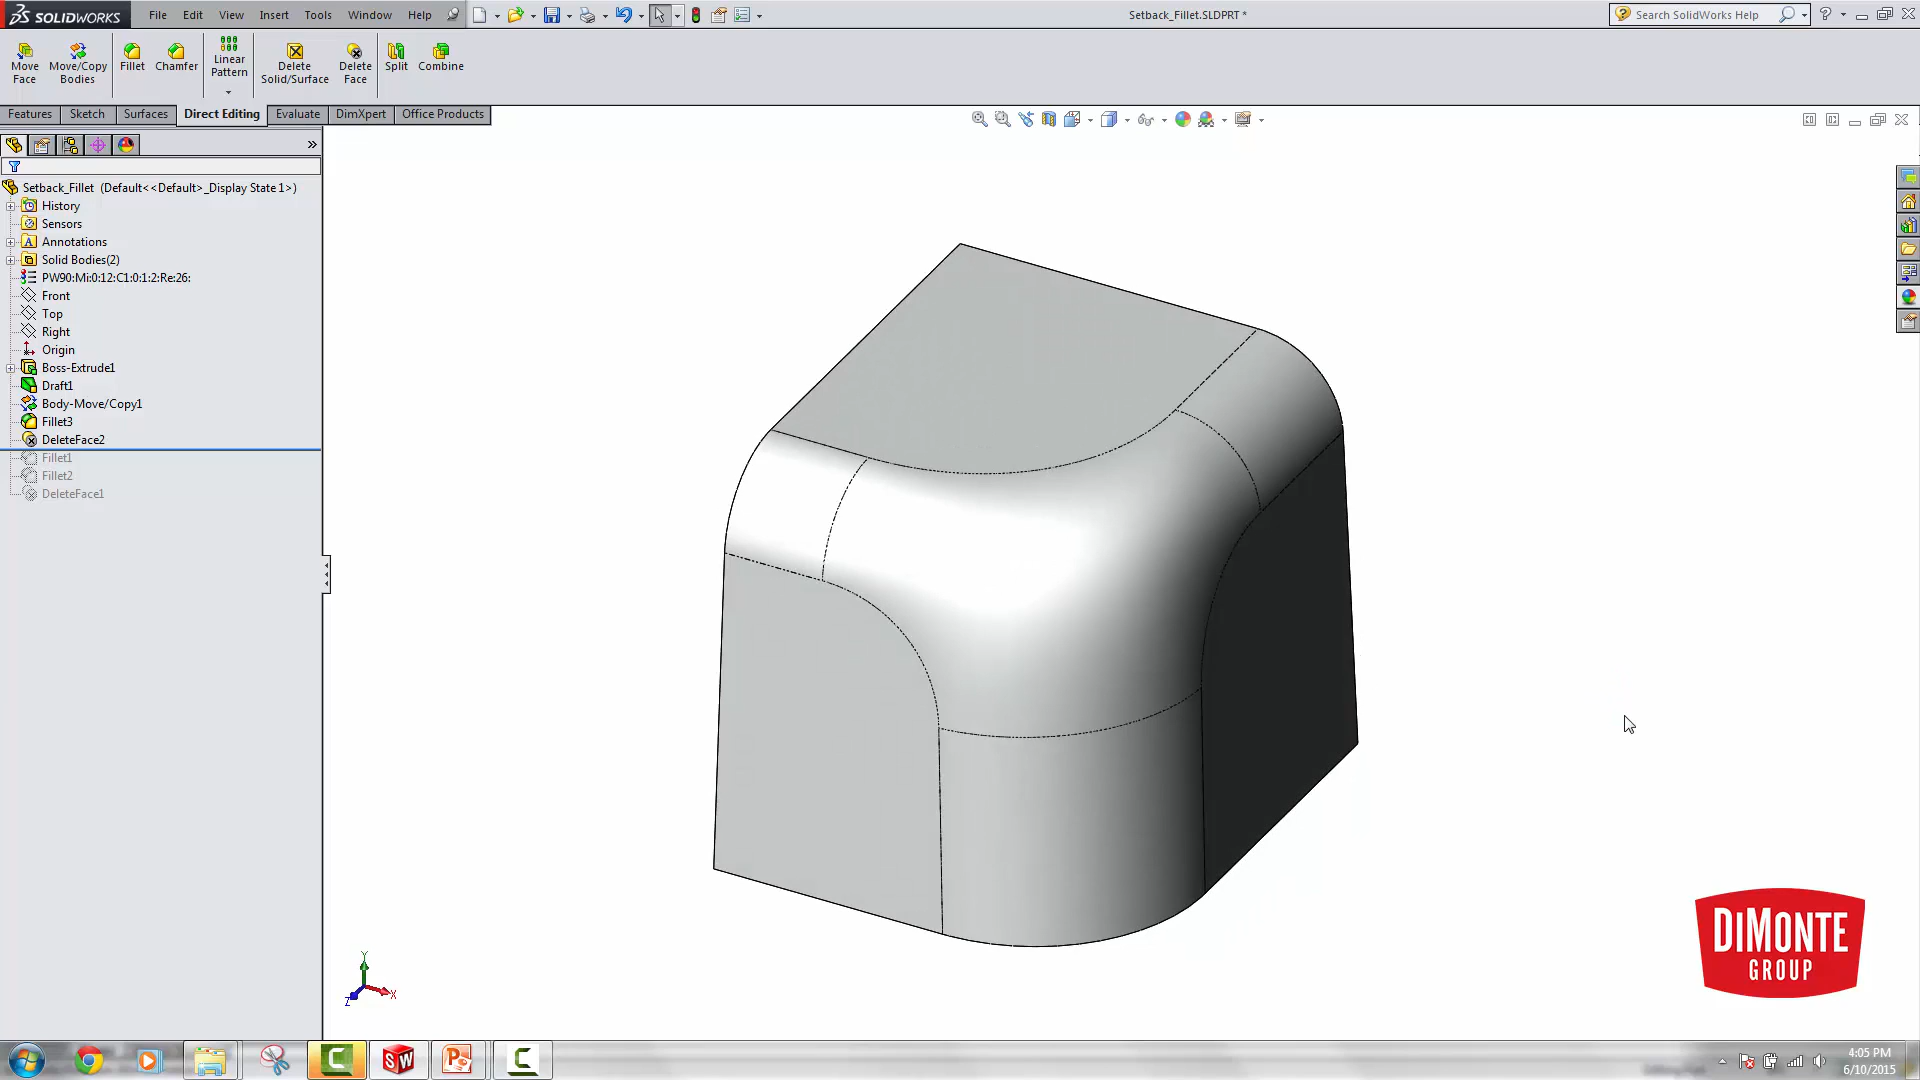 SOLIDWORKS File Edit View Insert Tools Window Help Setback_Fillet.SLDPRT * Search SolidWorks Help
Move Face
Move/Copy Bodies
Fillet
Chamfer
Linear Pattern
Delete Solid/Surface
Delete Face
Split
Combine
Features Sketch Surfaces Direct Editing Evaluate DimXpert Office Products
Setback_Fillet (Default<<Default>_Display State 1>)
History
Sensors
Annotations
Solid Bodies(2)
PW90:Mi:0:12:C1:0:1:2:Re:26:
Front
Top
Right
Origin
Boss-Extrude1
Draft1
Body-Move/Copy1
Fillet3
DeleteFace2
Fillet1
Fillet2
DeleteFace1
Y
X
Z
DIMONTE
GROUP
4:05 PM
6/10/2015